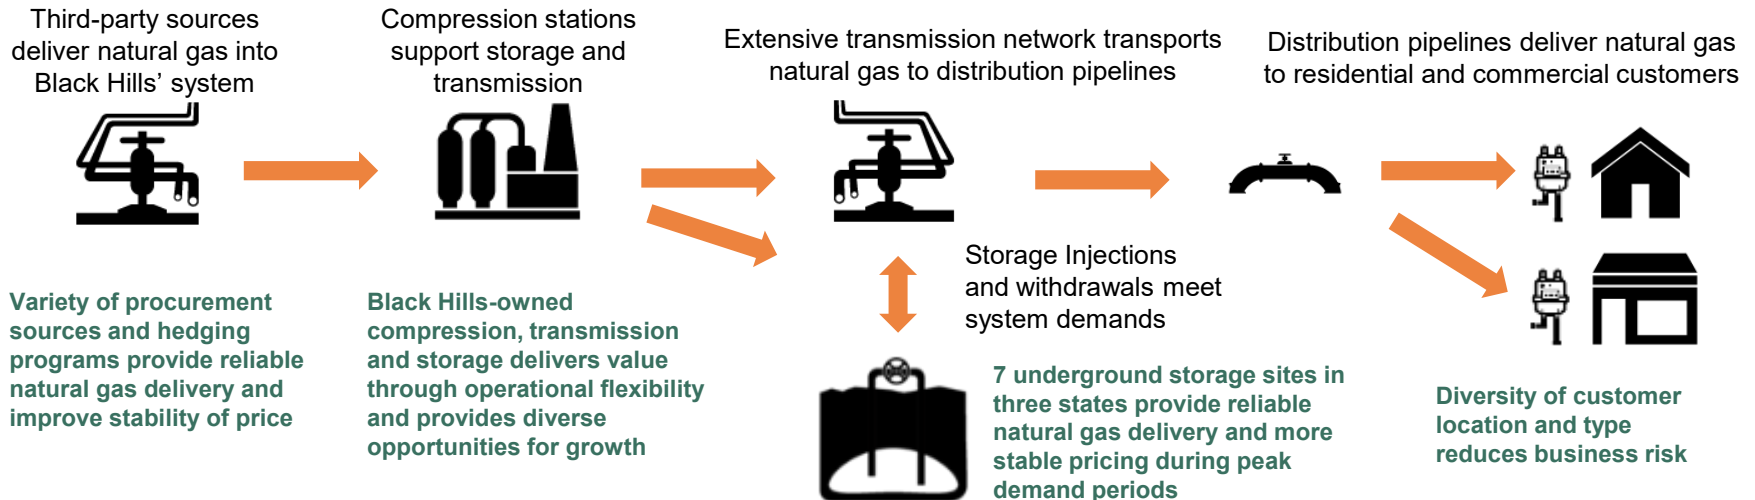 Third-party sources
deliver natural gas into
Black Hills’ system
Compression stations
support storage and
transmission
Extensive transmission network transports
natural gas to distribution pipelines
Distribution pipelines deliver natural gas
to residential and commercial customers
Storage Injections
and withdrawals meet
system demands
Variety of procurement
sources and hedging
programs provide reliable
natural gas delivery and
improve stability of price
Black Hills-owned
compression, transmission
and storage delivers value
through operational flexibility
and provides diverse
opportunities for growth
7 underground storage sites in
three states provide reliable
natural gas delivery and more
stable pricing during peak
demand periods
Diversity of customer
location and type
reduces business risk